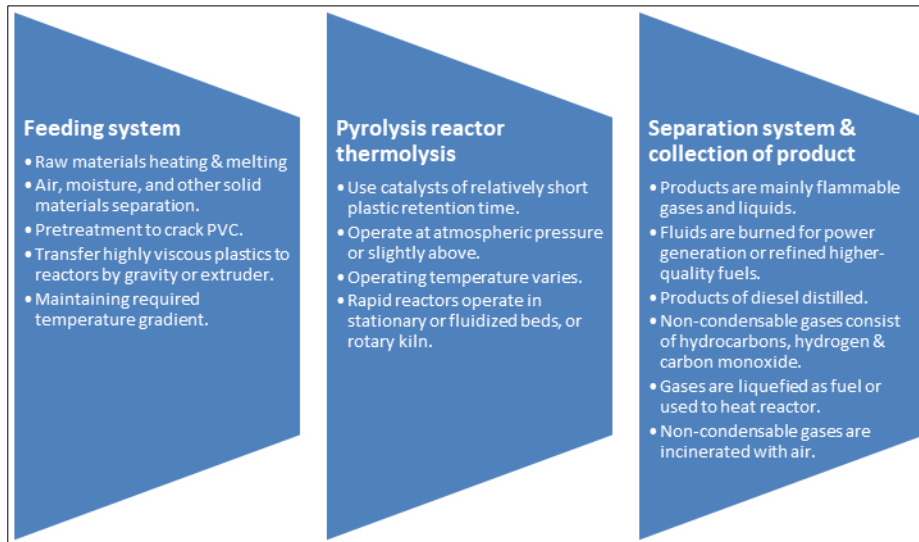 Feeding system
• Raw materials heating & melting
• Air, moisture, and other solid
materials separation.
• Pretreatment to crack PVC.
• Transfer highly viscous plastics to
reactors by gravity or extruder.
• Maintaining required
temperature gradient.
Pyrolysis reactor
thermolysis
• Use catalysts of relatively short
plastic retention time.
• Operate at atmospheric pressure
or slightly above.
• Operating temperature varies.
• Rapid reactors operate in
stationary or fluidized beds, or
rotary kiln.
Separation system &
collection of product
• Products are mainly flammable
gases and liquids.
• Fluids are burned for power
generation or refined higher-
quality fuels.
• Products of diesel distilled.
• Non-condensable gases consist
of hydrocarbons, hydrogen &
carbon monoxide.
• Gases are liquefied as fuel or
used to heat reactor.
• Non-condensable gases are
incinerated with air.